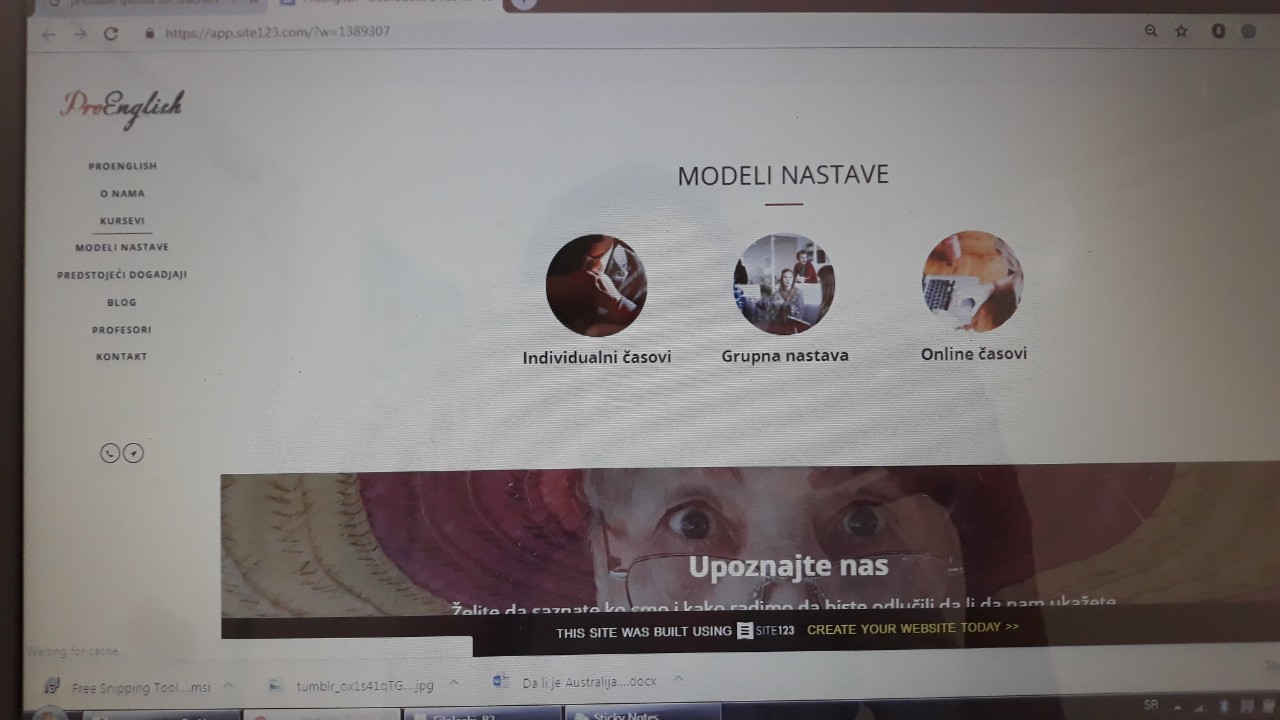 https://app.site123.com/?w=1389307
ProEnglish
PROENGLISH
O NAMA
KURSEVI
MODELI NASTAVE
PREDSTOJEĆI DOGADJAJI
BLOG
PROFESORI
KONTAKT
MODELI NASTAVE
Individualni časovi
Grupna nastava
Online časovi
Upoznajte nas
Želite da saznate ko smo i kako radimo da biste odlučili da li da nam ukažete
THIS SITE WAS BUILT USING SITE123 CREATE YOUR WEBSITE TODAY >>
Waiting for cache...
Free Snipping Tool....msi
tumblr_ox1s41qTG...jpg
Da li je Australija....docx
SR
Sticky Notes